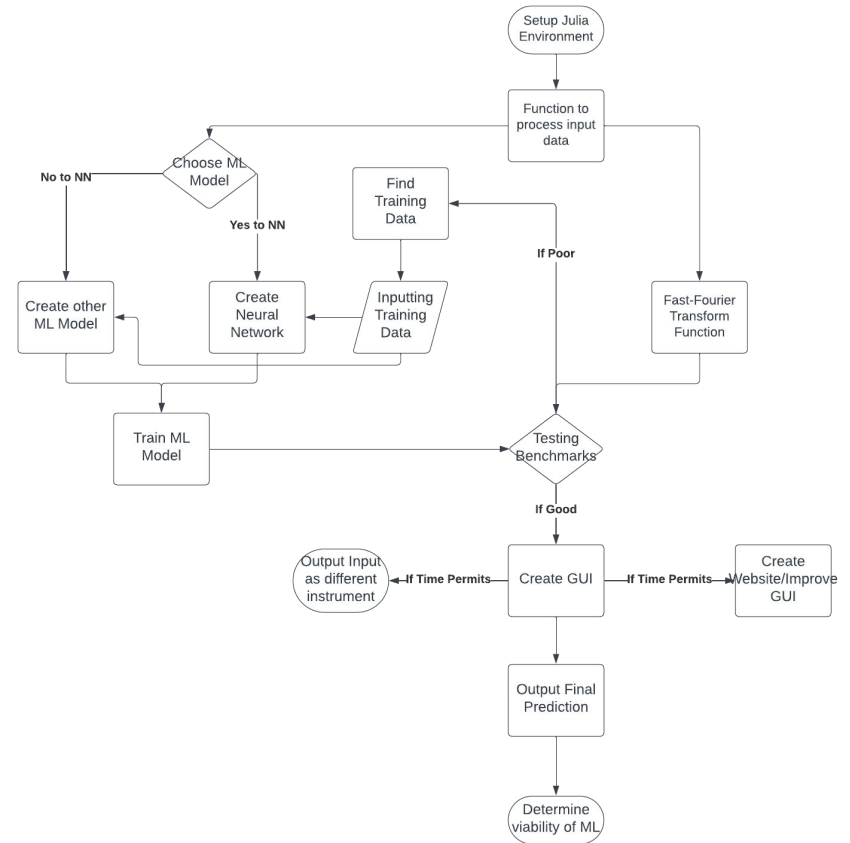 Setup Julia
Environment
Function to
process input
data
Choose ML
Model
No to NN
Yes to NN
Find
Training
Data
If Poor
Create other
ML Model
Create
Neural
Network
Inputting
Training
Data
Fast-Fourier
Transform
Function
Train ML
Model
Testing
Benchmarks
If Good
Output Input
as different
instrument
If Time Permits
Create GUI
If Time Permits
Create
Website/Improve
GUI
Output Final
Prediction
Determine
viability of ML